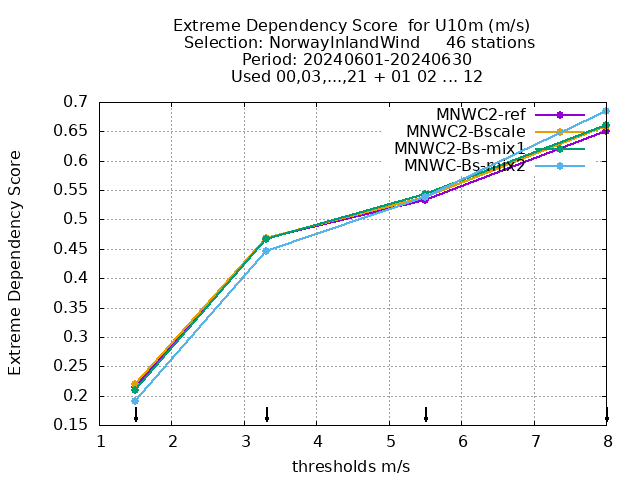 Extreme Dependency Score  for U10m (m/s)
Selection: NorwayInlandWind     46 stations
Period: 20240601-20240630
Used 00,03,...,21 + 01 02 ... 12
MNWC2-ref
MNWC2-Bscale
MNWC2-Bs-mix1
MNWC-Bs-mix2
Extreme Dependency Score
0.7
0.65
0.6
0.55
0.5
0.45
0.4
0.35
0.3
0.25
0.2
0.15
1 2 3 4 5 6 7 8
thresholds m/s